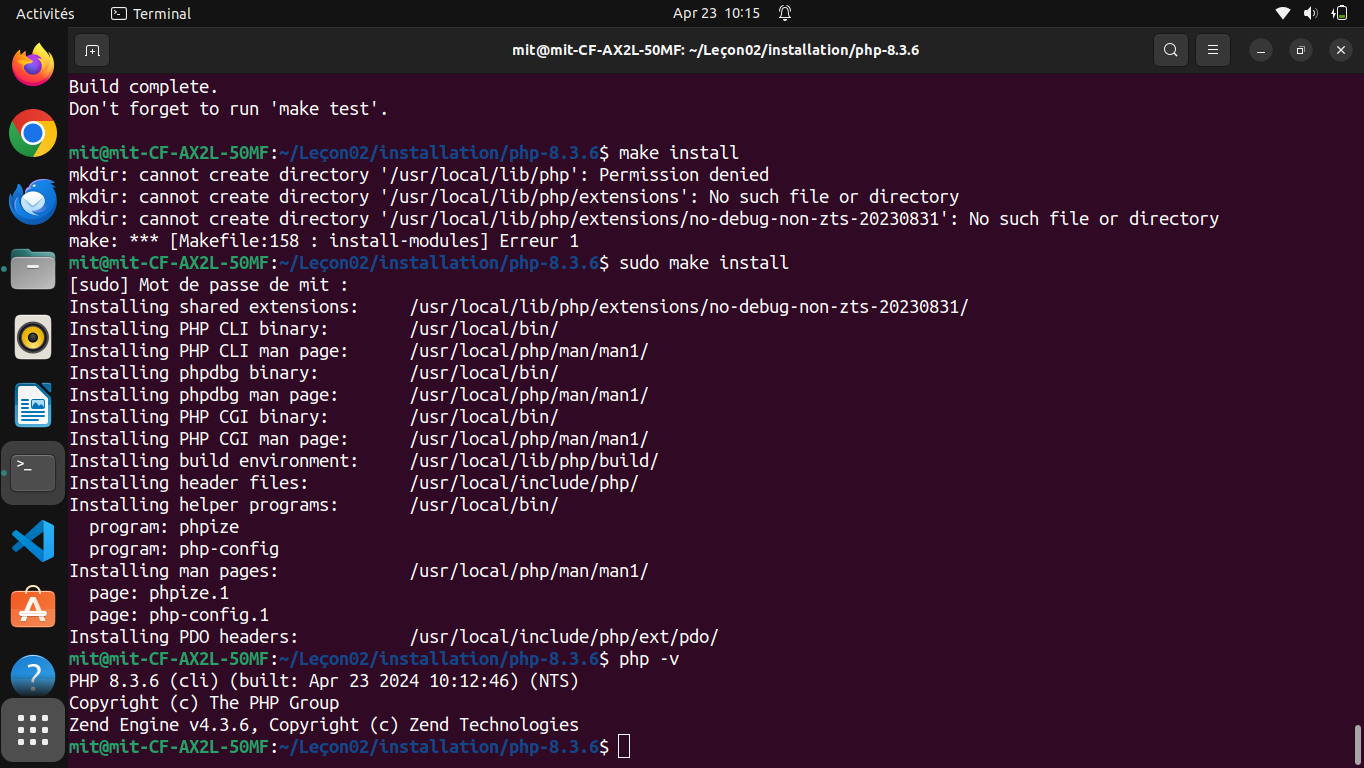 Activités
Terminal
Apr 23 10:15
mit@mit-CF-AX2L-50MF: ~/Leçon02/installation/php-8.3.6
Build complete.
Don't forget to run 'make test'.
mit@mit-CF-AX2L-50MF:~/Leçon02/installation/php-8.3.6$ make install
mkdir: cannot create directory '/usr/local/lib/php': Permission denied
mkdir: cannot create directory '/usr/local/lib/php/extensions': No such file or directory
mkdir: cannot create directory '/usr/local/lib/php/extensions/no-debug-non-zts-20230831': No such file or directory
make: *** [Makefile:158 : install-modules] Erreur 1
mit@mit-CF-AX2L-50MF:~/Leçon02/installation/php-8.3.6$ sudo make install
[sudo] Mot de passe de mit :
Installing shared extensions:     /usr/local/lib/php/extensions/no-debug-non-zts-20230831/
Installing PHP CLI binary:        /usr/local/bin/
Installing PHP CLI man page:      /usr/local/php/man/man1/
Installing phpdbg binary:         /usr/local/bin/
Installing phpdbg man page:       /usr/local/php/man/man1/
Installing PHP CGI binary:        /usr/local/bin/
Installing PHP CGI man page:      /usr/local/php/man/man1/
Installing build environment:     /usr/local/lib/php/build/
Installing header files:          /usr/local/include/php/
Installing helper programs:       /usr/local/bin/
  program: phpize
  program: php-config
Installing man pages:             /usr/local/php/man/man1/
  page: phpize.1
  page: php-config.1
Installing PDO headers:           /usr/local/include/php/ext/pdo/
mit@mit-CF-AX2L-50MF:~/Leçon02/installation/php-8.3.6$ php -v
PHP 8.3.6 (cli) (built: Apr 23 2024 10:12:46) (NTS)
Copyright (c) The PHP Group
Zend Engine v4.3.6, Copyright (c) Zend Technologies
mit@mit-CF-AX2L-50MF:~/Leçon02/installation/php-8.3.6$